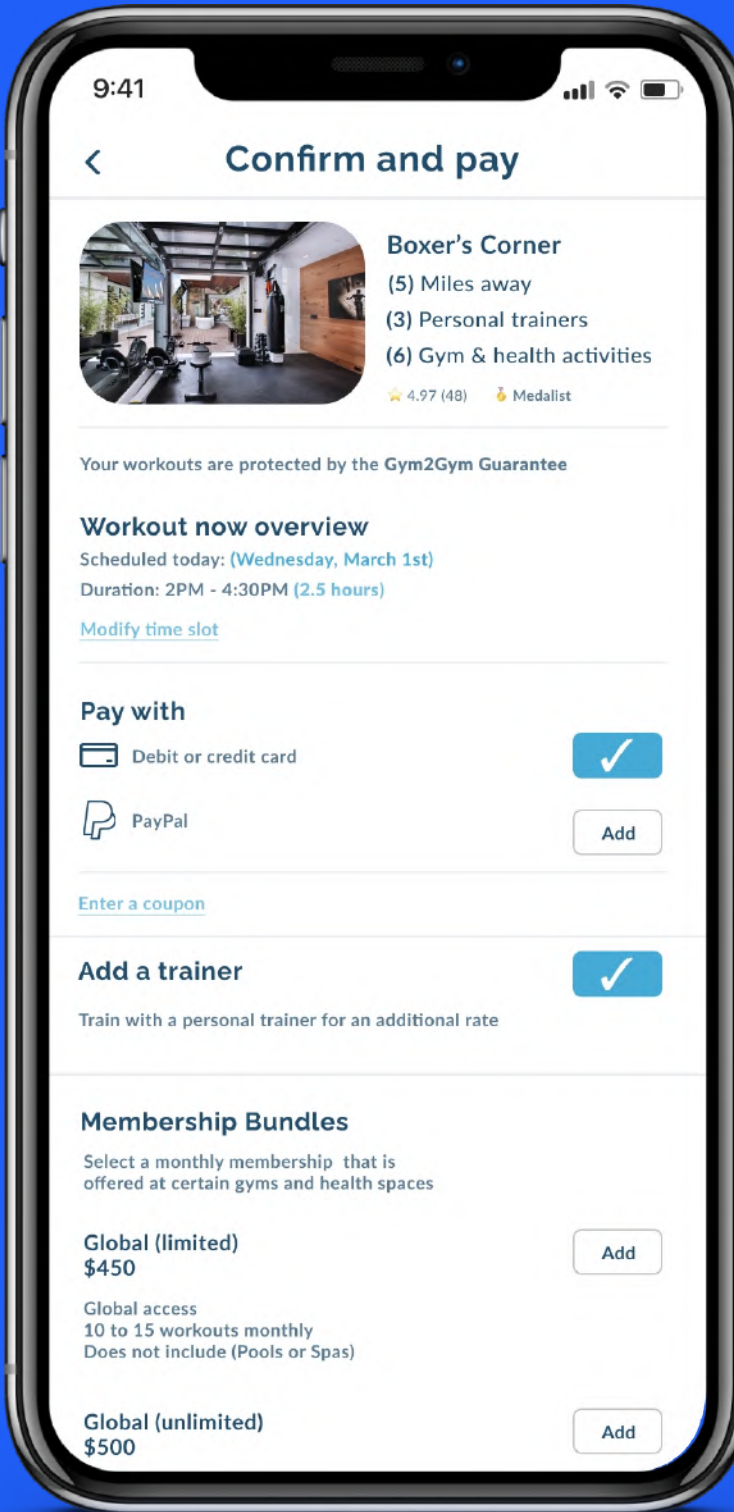 9:41
Confirm and pay
Boxer's Corner
(5) Miles away
(3) Personal trainers
(6) Gym & health activities
4.97 (48) Medalist
Your workouts are protected by the Gym2Gym Guarantee
Workout now overview
Scheduled today: (Wednesday, March 1st)
Duration: 2PM - 4:30PM (2.5 hours)
Modify time slot
Pay with
Debit or credit card
PayPal
Add
Enter a coupon
Add a trainer
Train with a personal trainer for an additional rate
Membership Bundles
Select a monthly membership that is
offered at certain gyms and health spaces
Global (limited)
$450
Add
Global access
10 to 15 workouts monthly
Does not include (Pools or Spas)
Global (unlimited)
$500
Add